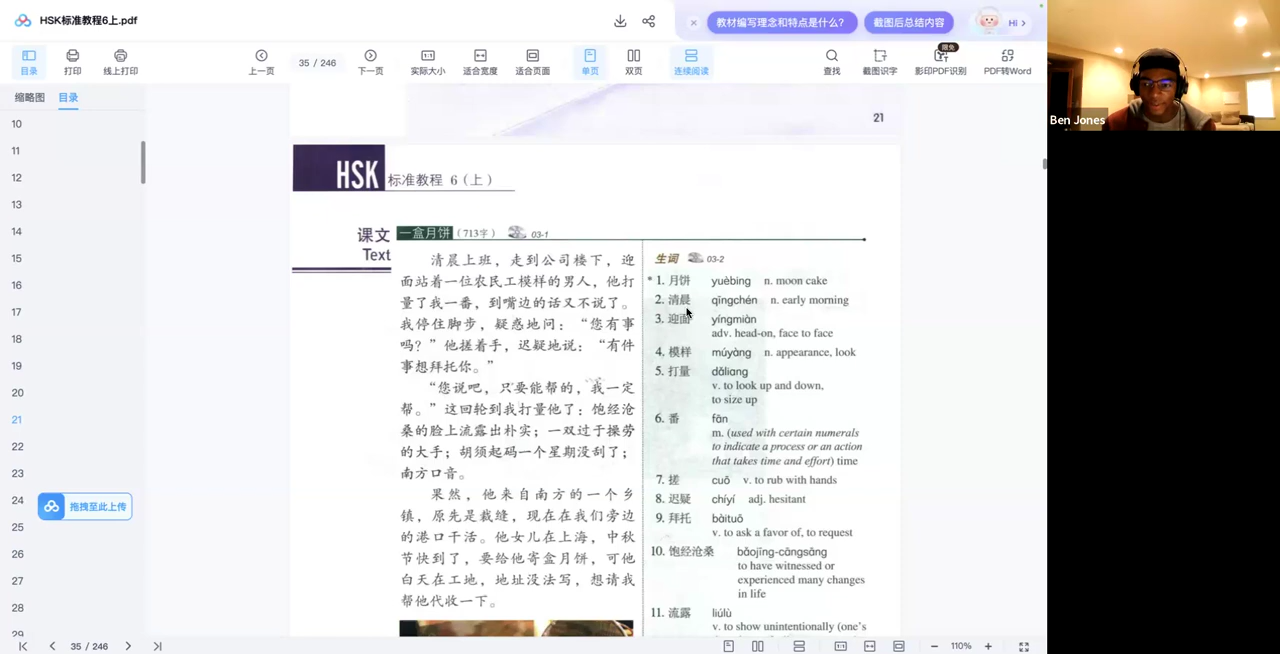 HSK标准教程6上.pdf
教材编写理念和特点是什么?
截图后总结内容
Hi
目录
打印
线上打印
上一页
35 / 246
下一页
实际大小
适合宽度
适合页面
单页
双页
连续阅读
查找
截图识字
限免
影印PDF识别
PDF转Word
缩略图
目录
10
11
12
13
14
15
16
17
18
19
20
21
22
23
24
25
26
27
28
29
拖拽至此上传
21
HSK 标准教程 6(上)
课文
Text
一盒月饼(713字) 03-1
清晨上班,走到公司楼下,迎
面站着一位农民工模样的男人,他打
量了我一番,到嘴边的话又不说了。
我停住脚步,疑惑地问:“您有事
吗?”他搓着手,迟疑地说:“有件
事想拜托你。”
“您说吧,只要能帮的,我一定
帮。”这回轮到我打量他了:饱经沧
桑的脸上流露出朴实;一双过于操劳
的大手;胡须起码一个星期没刮了;
南方口音。
果然,他来自南方的一个乡
镇,原先是裁缝,现在在我们旁边
的港口干活。他女儿在上海,中秋
节快到了,要给他寄盒月饼,可他
白天在工地,地址没法写,想请我
帮他代收一下。
生词 03-2
* 1. 月饼 yuèbing n. moon cake
2. 清晨 qīngchén n. early morning
3. 迎面 yíngmiàn
adv. head-on, face to face
4. 模样 múyàng n. appearance, look
5. 打量 dǎliang
v. to look up and down,
to size up
6. 番 fān
m. (used with certain numerals
to indicate a process or an action
that takes time and effort) time
7. 搓 cuō v. to rub with hands
8. 迟疑 chíyí adj. hesitant
9. 拜托 bàituō
v. to ask a favor of, to request
10. 饱经沧桑 bǎojīng-cāngsāng
to have witnessed or
experienced many changes
in life
11. 流露 liúlù
v. to show unintentionally (one's
35 / 246
110%
Ben Jones